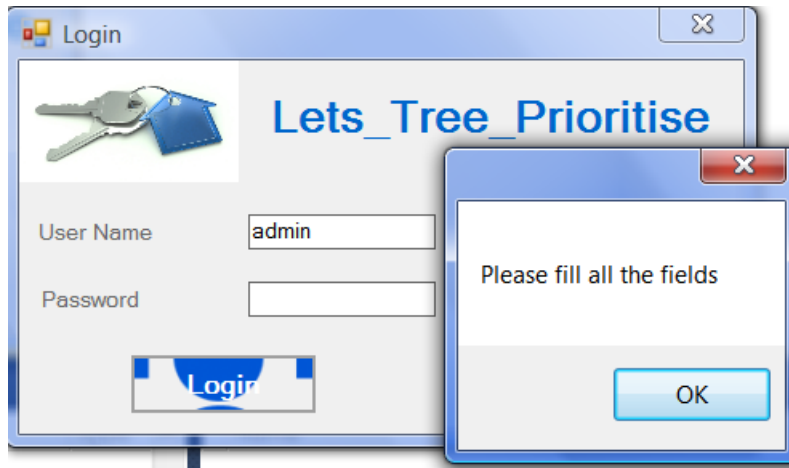 Login
Lets_Tree_Prioritise
User Name
admin
Password
Login
Please fill all the fields
OK